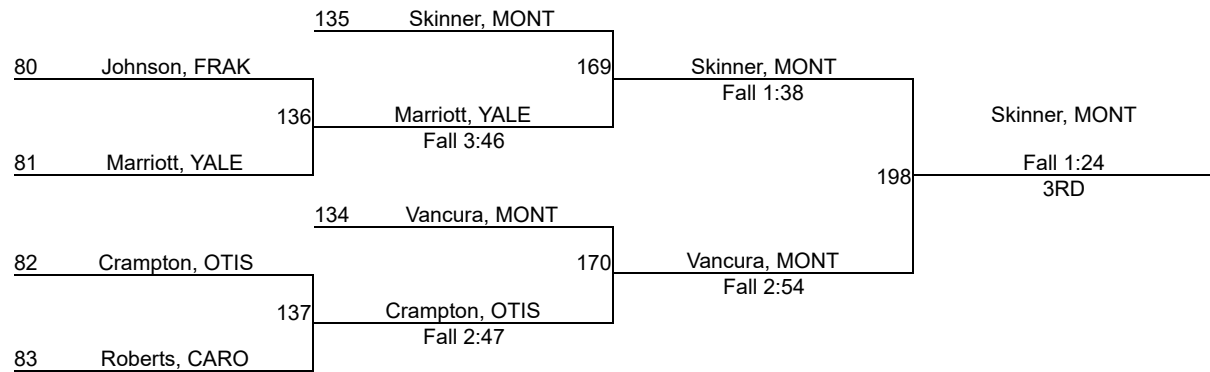 135 Skinner, MONT
80 Johnson, FRAK
169 Skinner, MONT
Fall 1:38
136 Marriott, YALE
Fall 3:46
Skinner, MONT
81 Marriott, YALE
Fall 1:24
198
3RD
134 Vancura, MONT
82 Crampton, OTIS
170 Vancura, MONT
Fall 2:54
137 Crampton, OTIS
Fall 2:47
83 Roberts, CARO